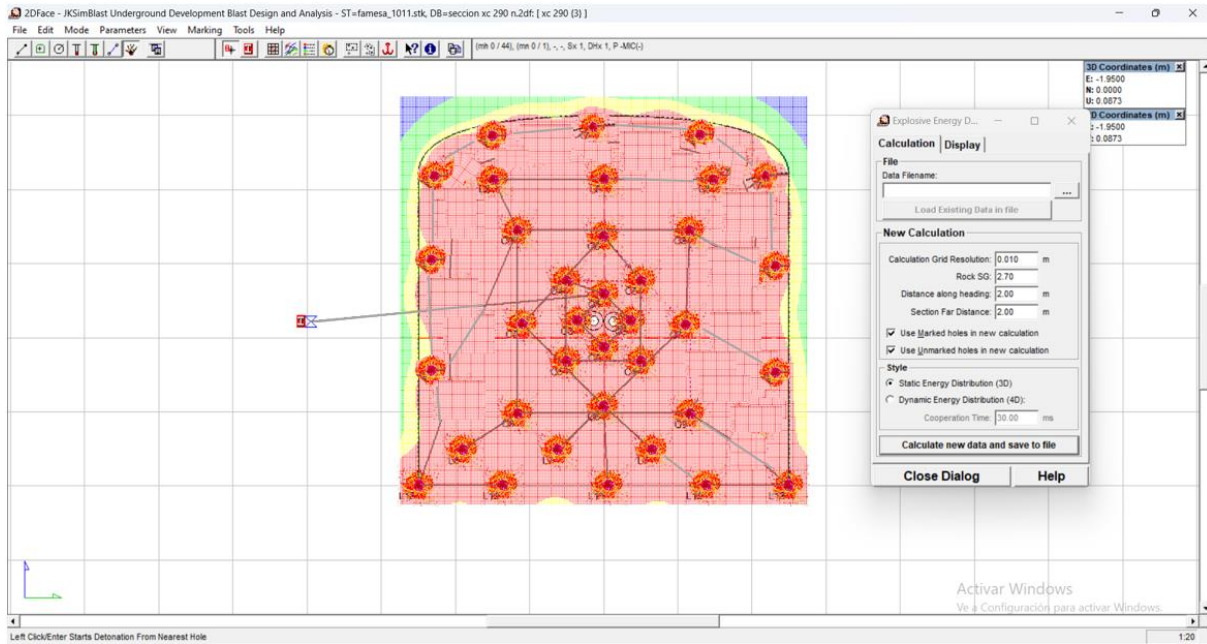 2DFace - JKSimBlast Underground Development Blast Design and Analysis - ST=famesa_1011.stk, DB=seccion xc 290 n.2df: [ xc 290 (3) ]
File Edit Mode Parameters View Marking Tools Help
(mh 0 / 44), (mn 0 / 1), -, -, Sx 1, DHx 1, P -MIC(-)
3D Coordinates (m)
E: -1.9500
N: 0.0000
U: 0.0873
D Coordinates (m)
: -1.9500
: 0.0873
Explosive Energy D...
Calculation Display
File
Data Filename:
...
Load Existing Data in file
New Calculation
Calculation Grid Resolution: 0.010 m
Rock SG: 2.70
Distance along heading: 2.00 m
Section Far Distance: 2.00 m
Use Marked holes in new calculation
Use Unmarked holes in new calculation
Style
Static Energy Distribution (3D)
Dynamic Energy Distribution (4D):
Cooperation Time: 30.00 ms
Calculate new data and save to file
Close Dialog Help
Activar Windows
Ve a Configuración para activar Windows.
Left Click/Enter Starts Detonation From Nearest Hole
1:20